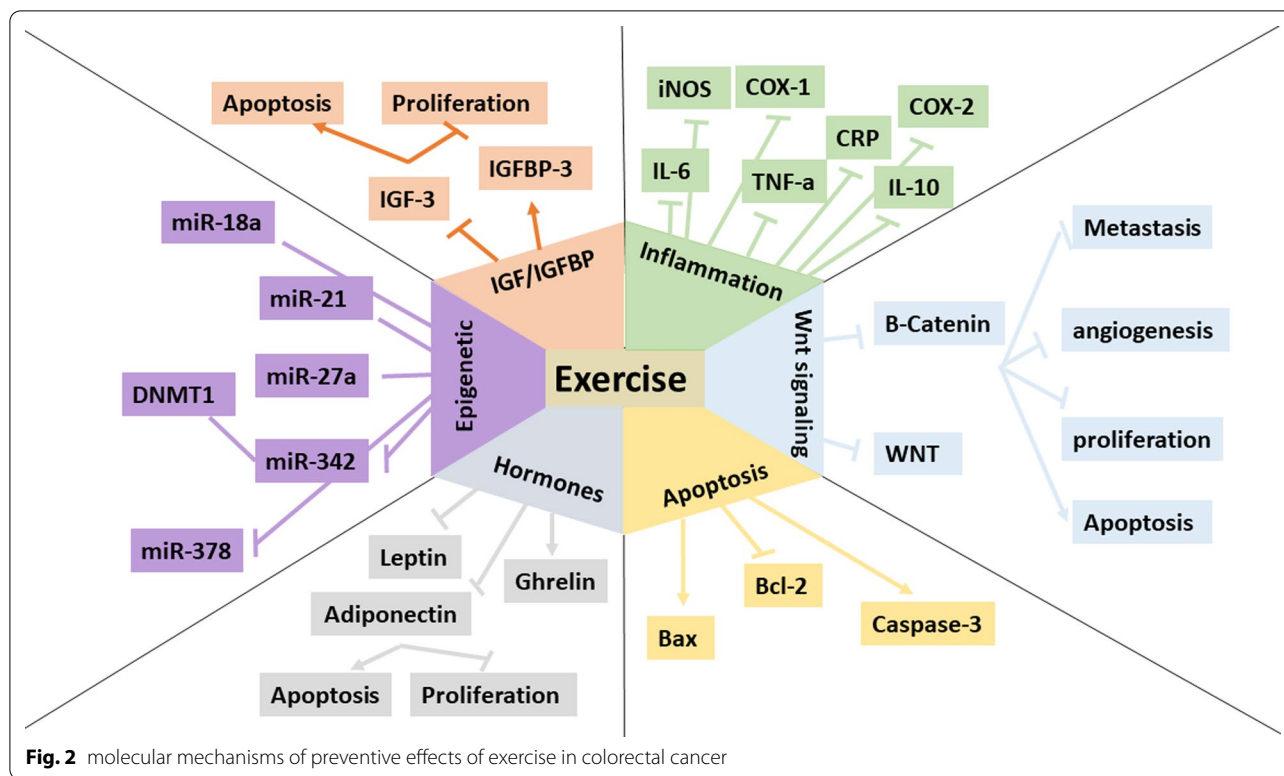 Apoptosis
Proliferation
IGF-3
IGFBP-3
IGF/IGFBP
iNOS
COX-1
COX-2
CRP
IL-6
TNF-a
IL-10
Inflammation
miR-18a
miR-21
miR-27a
DNMT1
miR-342
miR-378
Epigenetic
Exercise
Wnt signaling
B-Catenin
WNT
Metastasis
angiogenesis
proliferation
Apoptosis
Hormones
Leptin
Ghrelin
Adiponectin
Apoptosis
Proliferation
Apoptosis
Bcl-2
Bax
Caspase-3
Fig. 2 molecular mechanisms of preventive effects of exercise in colorectal cancer